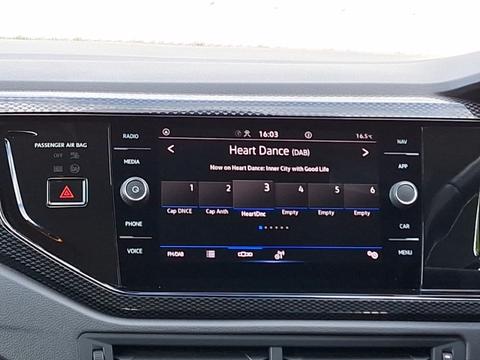 RADIO
16:03
16.5°C
NAV
PASSENGER AIR BAG
OFF
MEDIA
< Heart Dance (DAB) >
APP
Now on Heart Dance: Inner City with Good Life
1 2 3 4 5 6
Cap DNCE Cap Anth HeartDnc Empty Empty Empty
PHONE
CAR
VOICE
FM/DAB
MENU